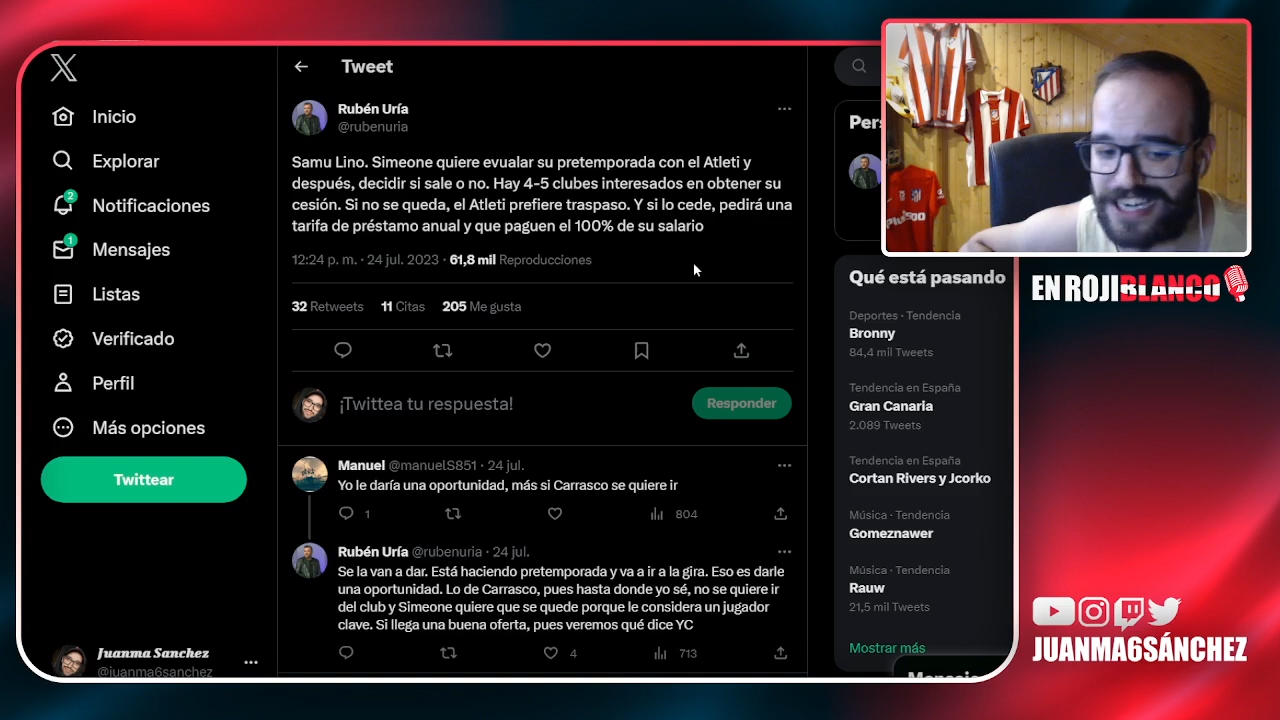 Inicio
Explorar
2
Notificaciones
1
Mensajes
Listas
Verificado
Perfil
Más opciones
Twittear
Juanma Sanchez
@juanma6sanchez
Tweet
Rubén Uría
@rubenuria
Samu Lino. Simeone quiere evualar su pretemporada con el Atleti y
después, decidir si sale o no. Hay 4-5 clubes interesados en obtener su
cesión. Si no se queda, el Atleti prefiere traspaso. Y si lo cede, pedirá una
tarifa de préstamo anual y que paguen el 100% de su salario
12:24 p. m. · 24 jul. 2023 · 61,8 mil Reproducciones
32 Retweets 11 Citas 205 Me gusta
¡Twittea tu respuesta!
Responder
Manuel @manuelS851 · 24 jul.
Yo le daría una oportunidad, más si Carrasco se quiere ir
1 804
Rubén Uría @rubenuria · 24 jul.
Se la van a dar. Está haciendo pretemporada y va a ir a la gira. Eso es darle
una oportunidad. Lo de Carrasco, pues hasta donde yo sé, no se quiere ir
del club y Simeone quiere que se quede porque le considera un jugador
clave. Si llega una buena oferta, pues veremos qué dice YC
4 713
Pers
Qué está pasando
Deportes · Tendencia
Bronny
84,4 mil Tweets
Tendencia en España
Gran Canaria
2.089 Tweets
Tendencia en España
Cortan Rivers y Jcorko
Música · Tendencia
Gomeznawer
Música · Tendencia
Rauw
21,5 mil Tweets
Mostrar más
EN ROJIBLANCO
JUANMA6SÁNCHEZ